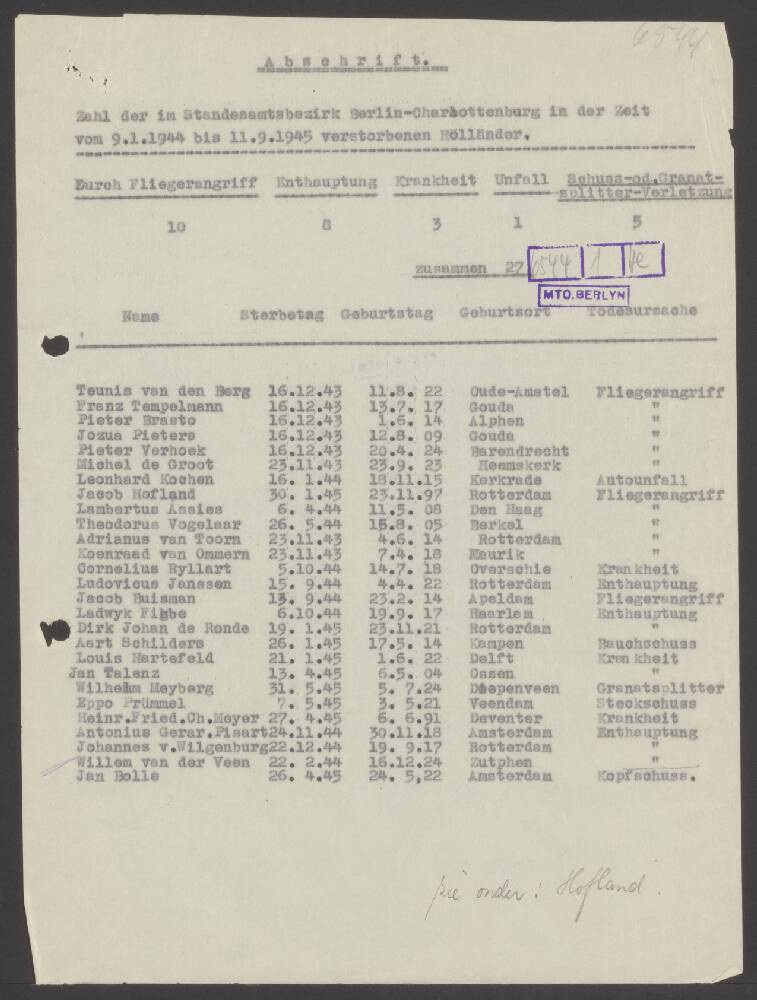 6544
Abschrift.
Zahl der im Standesamtsbezirk Berlin-Charlottenburg in der Zeit
vom 9.1.1944 bis 11.9.1945 verstorbenen Holländer.
Durch Fliegerangriff Enthauptung Krankheit Unfall Schuss-od.Granat-
splitter-Verletzung
10 8 3 1 5
zusammen 27
6544 1
MTO.BERLYN
Name Sterbetag Geburtstag Geburtsort Todesursache
Teunis van den Berg 16.12.43 11.8. 22 Oude-Amstel Fliegerangriff
Franz Tempelmann 16.12.43 13.7. 17 Gouda "
Pieter Brasto 16.12.43 1.6. 14 Alphen "
Jozua Pieters 16.12.43 12.8. 09 Gouda "
Pieter Verhoek 16.12.43 20.4. 24 Barendrecht "
Michel de Groot 23.11.43 23.9. 23 Heemskerk "
Leonhard Kochen 16. 1.44 18.11.15 Kerkrade Autounfall
Jacob Hofland 30. 1.45 23.11.97 Rotterdam Fliegerangriff
Lambertus Assies 6. 4.44 11.5. 08 Den Haag "
Theodorus Vogelaar 26. 5.44 15.8. 05 Berkel "
Adrianus van Toorn 23.11.43 4.6. 14 Rotterdam "
Koenraad van Ommern 23.11.43 7.4. 18 Maurik "
Cornelius Ryllart 5.10.44 14.7. 18 Overschie Krankheit
Ludovicus Janssen 15. 9.44 4.4. 22 Rotterdam Enthauptung
Jacob Buisman 13. 9.44 23.2. 14 Apeldam Fliegerangriff
Ladwyk Fibbe 6.10.44 19.9. 17 Haarlem Enthauptung
Dirk Johan de Ronde 19. 1.45 23.11.21 Rotterdam "
Aart Schilders 26. 1.45 17.5. 14 Kampen Bauchschuss
Louis Hartefeld 21. 1.45 1.6. 22 Delft Krankheit
Jan Talenz 13. 4.45 6.5. 04 Ossen "
Wilhelm Meyberg 31. 5.45 5. 7.24 Diepenveen Granatsplitter
Eppo Prümmel 7. 5.45 3. 5.21 Veendam Steckschuss
Heinr.Fried.Ch.Meyer 27. 4.45 6. 6.91 Deventer Krankheit
Antonius Gerar.Pisart 24.11.44 30.11.18 Amsterdam Enthauptung
Johannes v.Wilgenburg 22.12.44 19. 9.17 Rotterdam "
Willem van der Veen 22. 2.44 16.12.24 Zutphen "
Jan Bolle 26. 4.45 24. 5,22 Amsterdam Kopfschuss.
zie onder: Hofland.